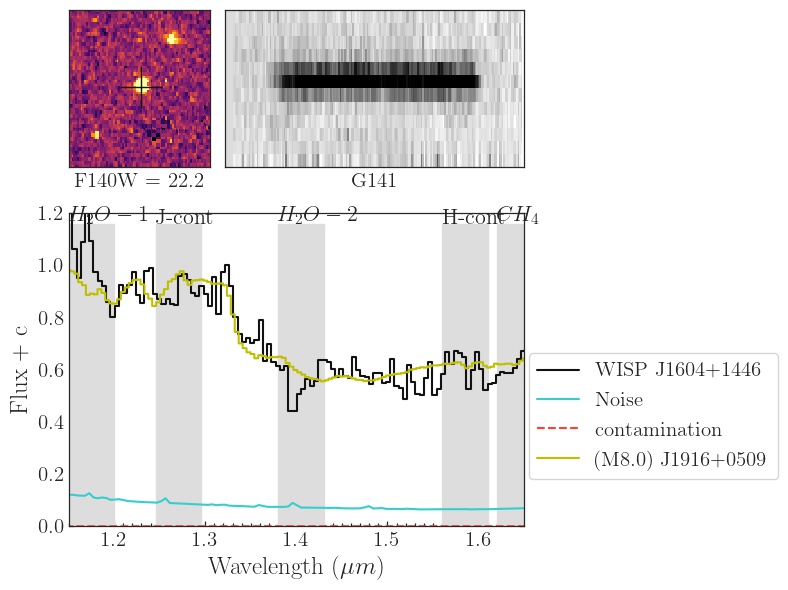 F140W = 22.2
G141
H₂O − 1
J-cont
H₂O − 2
H-cont
CH₄
1.2
1.0
0.8
0.6
0.4
0.2
0.0
Flux + c
1.2
1.3
1.4
1.5
1.6
Wavelength (μm)
WISP J1604+1446
Noise
contamination
(M8.0) J1916+0509